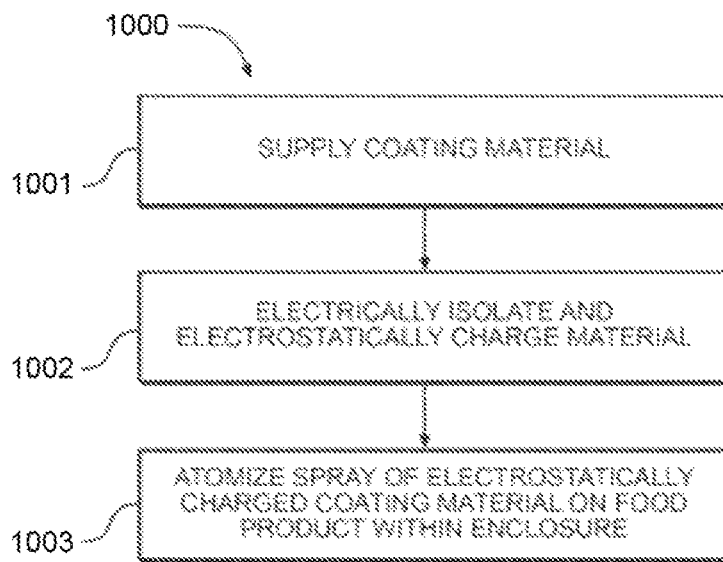 1000
1001
SUPPLY COATING MATERIAL
1002
ELECTRICALLY ISOLATE AND
ELECTROSTATICALLY CHARGE MATERIAL
1003
ATOMIZE SPRAY OF ELECTROSTATICALLY
CHARGED COATING MATERIAL ON FOOD
PRODUCT WITHIN ENCLOSURE